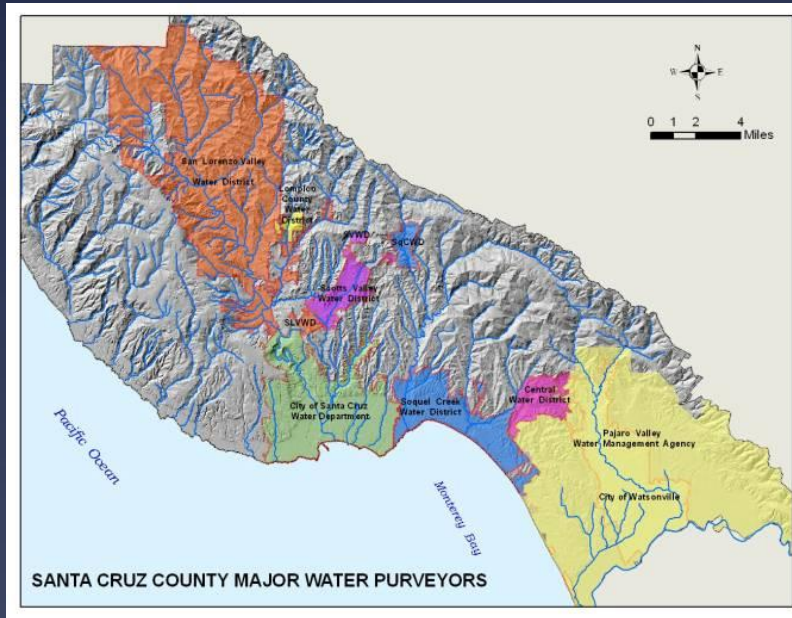 N
W E
S
0 1 2 4
Miles
San Lorenzo Valley
Water District
Lompico
County
Water
District
SVWD
SqCWD
Scotts Valley
Water District
SLVWD
City of Santa Cruz
Water Department
Soquel Creek
Water District
Central
Water District
Pajaro Valley
Water Management Agency
City of Watsonville
Pacific Ocean
Monterey Bay
SANTA CRUZ COUNTY MAJOR WATER PURVEYORS